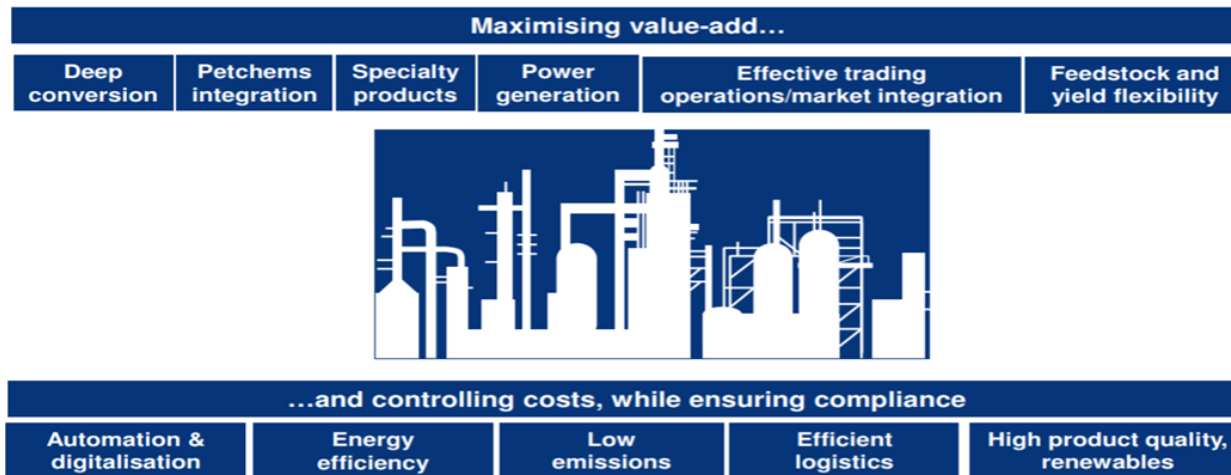 Maximising value-add...
Deep
conversion
Petchems
integration
Specialty
products
Power
generation
Effective trading
operations/market integration
Feedstock and
yield flexibility
...and controlling costs, while ensuring compliance
Automation &
digitalisation
Energy
efficiency
Low
emissions
Efficient
logistics
High product quality,
renewables